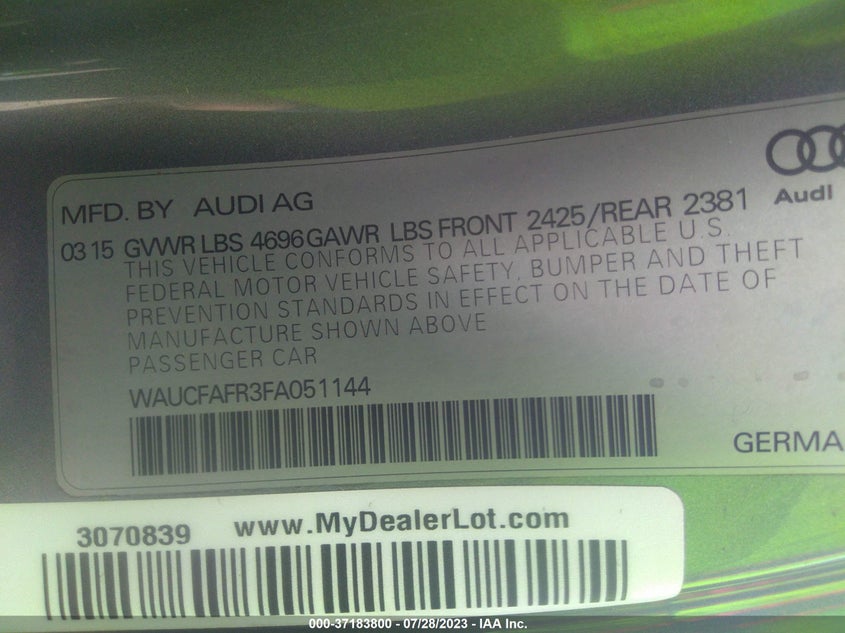 Audi
MFD. BY AUDI AG
03 15 GVWR LBS 4696 GAWR LBS FRONT 2425/REAR 2381
THIS VEHICLE CONFORMS TO ALL APPLICABLE U.S.
FEDERAL MOTOR VEHICLE SAFETY, BUMPER AND THEFT
PREVENTION STANDARDS IN EFFECT ON THE DATE OF
MANUFACTURE SHOWN ABOVE
PASSENGER CAR
WAUCFAFR3FA051144
GERMA
3070839 www.MyDealerLot.com
000-37183800 / 07/28/2023 - IAA Inc.